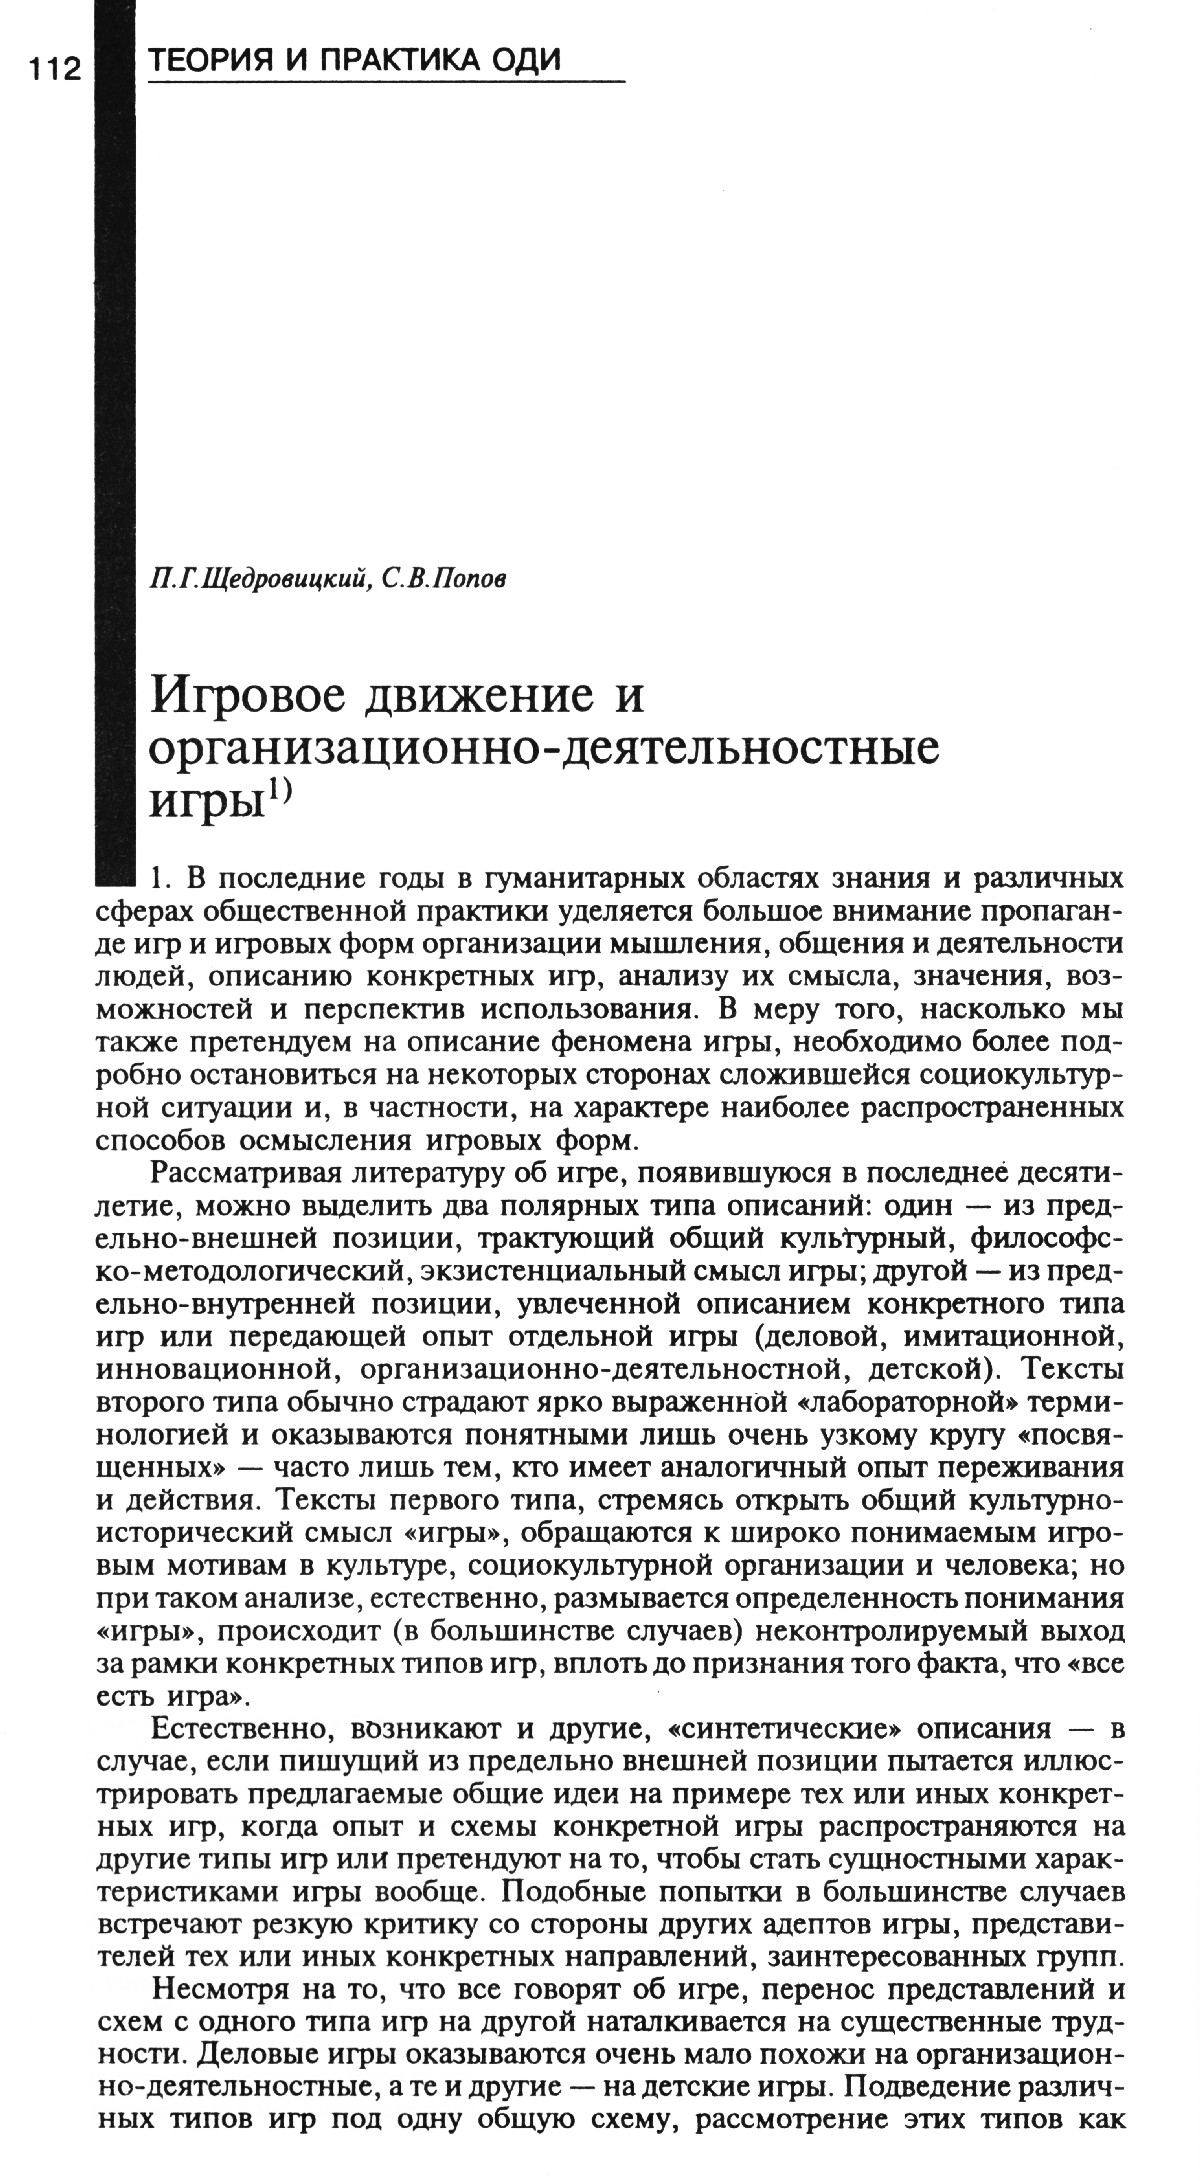 112
ТЕОРИЯ И ПРАКТИКА ОДИ
П.Г.Щедровицкий, С.В.Попов
Игровое движение и
организационно-деятельностные
игры¹⁾
1. В последние годы в гуманитарных областях знания и различных
сферах общественной практики уделяется большое внимание пропаган-
де игр и игровых форм организации мышления, общения и деятельности
людей, описанию конкретных игр, анализу их смысла, значения, воз-
можностей и перспектив использования. В меру того, насколько мы
также претендуем на описание феномена игры, необходимо более под-
робно остановиться на некоторых сторонах сложившейся социокультур-
ной ситуации и, в частности, на характере наиболее распространенных
способов осмысления игровых форм.
Рассматривая литературу об игре, появившуюся в последнее десяти-
летие, можно выделить два полярных типа описаний: один — из пред-
ельно-внешней позиции, трактующий общий культурный, философс-
ко-методологический, экзистенциальный смысл игры; другой — из пред-
ельно-внутренней позиции, увлеченной описанием конкретного типа
игр или передающей опыт отдельной игры (деловой, имитационной,
инновационной, организационно-деятельностной, детской). Тексты
второго типа обычно страдают ярко выраженной «лабораторной» терми-
нологией и оказываются понятными лишь очень узкому кругу «посвя-
щенных» — часто лишь тем, кто имеет аналогичный опыт переживания
и действия. Тексты первого типа, стремясь открыть общий культурно-
исторический смысл «игры», обращаются к широко понимаемым игро-
вым мотивам в культуре, социокультурной организации и человека; но
при таком анализе, естественно, размывается определенность понимания
«игры», происходит (в большинстве случаев) неконтролируемый выход
за рамки конкретных типов игр, вплоть до признания того факта, что «все
есть игра».
Естественно, возникают и другие, «синтетические» описания — в
случае, если пишущий из предельно внешней позиции пытается иллюс-
трировать предлагаемые общие идеи на примере тех или иных конкрет-
ных игр, когда опыт и схемы конкретной игры распространяются на
другие типы игр или претендуют на то, чтобы стать сущностными харак-
теристиками игры вообще. Подобные попытки в большинстве случаев
встречают резкую критику со стороны других адептов игры, представи-
телей тех или иных конкретных направлений, заинтересованных групп.
Несмотря на то, что все говорят об игре, перенос представлений и
схем с одного типа игр на другой наталкивается на существенные труд-
ности. Деловые игры оказываются очень мало похожи на организацион-
но-деятельностные, а те и другие — на детские игры. Подведение различ-
ных типов игр под одну общую схему, рассмотрение этих типов как